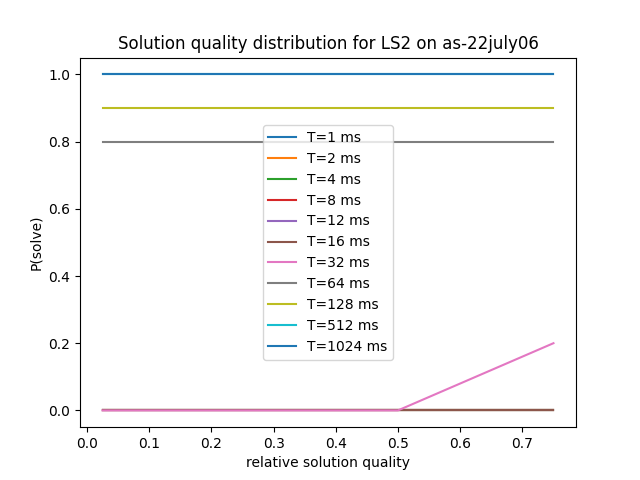 Solution quality distribution for LS2 on as-22july06
1.0
0.8
0.6
0.4
0.2
0.0
P(solve)
T=1 ms
T=2 ms
T=4 ms
T=8 ms
T=12 ms
T=16 ms
T=32 ms
T=64 ms
T=128 ms
T=512 ms
T=1024 ms
0.0 0.1 0.2 0.3 0.4 0.5 0.6 0.7
relative solution quality